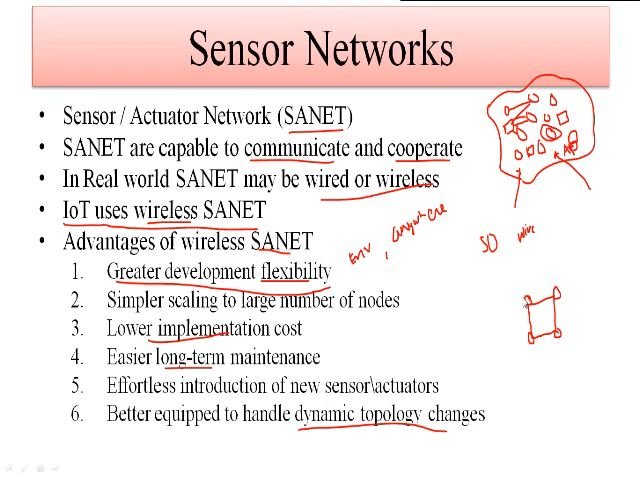 Sensor Networks
• Sensor / Actuator Network (SANET)
• SANET are capable to communicate and cooperate
• In Real world SANET may be wired or wireless
• IoT uses wireless SANET
• Advantages of wireless SANET
1. Greater development flexibility
2. Simpler scaling to large number of nodes
3. Lower implementation cost
4. Easier long-term maintenance
5. Effortless introduction of new sensor\actuators
6. Better equipped to handle dynamic topology changes
Env, anywhere
50 wire